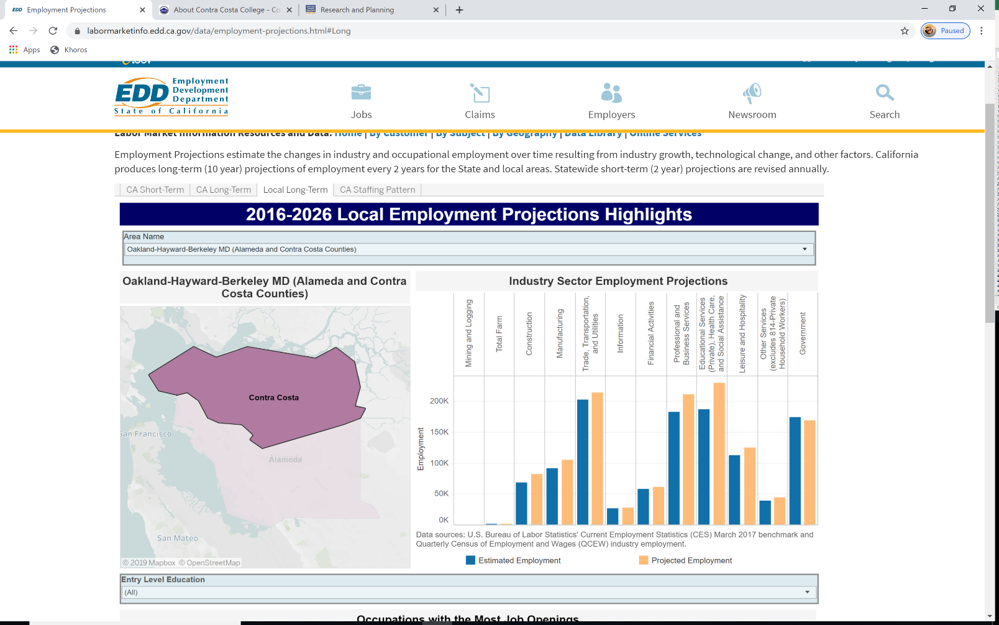 EDD Employment Projections
About Contra Costa College - Co
Research and Planning
labormarketinfo.edd.ca.gov/data/employment-projections.html#Long
Paused
Apps
Khoros
EDD
Employment
Development
Department
State of California
Jobs
Claims
Employers
Newsroom
Search
Labor Market Information Resources and Data: Home | By Customer | By Subject | By Geography | Data Library | Online Services
Employment Projections estimate the changes in industry and occupational employment over time resulting from industry growth, technological change, and other factors. California
produces long-term (10 year) projections of employment every 2 years for the State and local areas. Statewide short-term (2 year) projections are revised annually.
CA Short-Term
CA Long-Term
Local Long-Term
CA Staffing Pattern
2016-2026 Local Employment Projections Highlights
Area Name
Oakland-Hayward-Berkeley MD (Alameda and Contra Costa Counties)
Oakland-Hayward-Berkeley MD (Alameda and Contra
Costa Counties)
Contra Costa
San Francisco
Alameda
San Mateo
© 2019 Mapbox © OpenStreetMap
Industry Sector Employment Projections
Mining and Logging
Total Farm
Construction
Manufacturing
Trade, Transportation,
and Utilities
Information
Financial Activities
Professional and
Business Services
Educational Services
(Private), Health Care,
and Social Assistance
Leisure and Hospitality
Other Services
(excludes 814-Private
Household Workers)
Government
Employment
200K
150K
100K
50K
0K
Data sources: U.S. Bureau of Labor Statistics' Current Employment Statistics (CES) March 2017 benchmark and
Quarterly Census of Employment and Wages (QCEW) industry employment.
Estimated Employment
Projected Employment
Entry Level Education
(All)
Occupations with the Most Job Openings